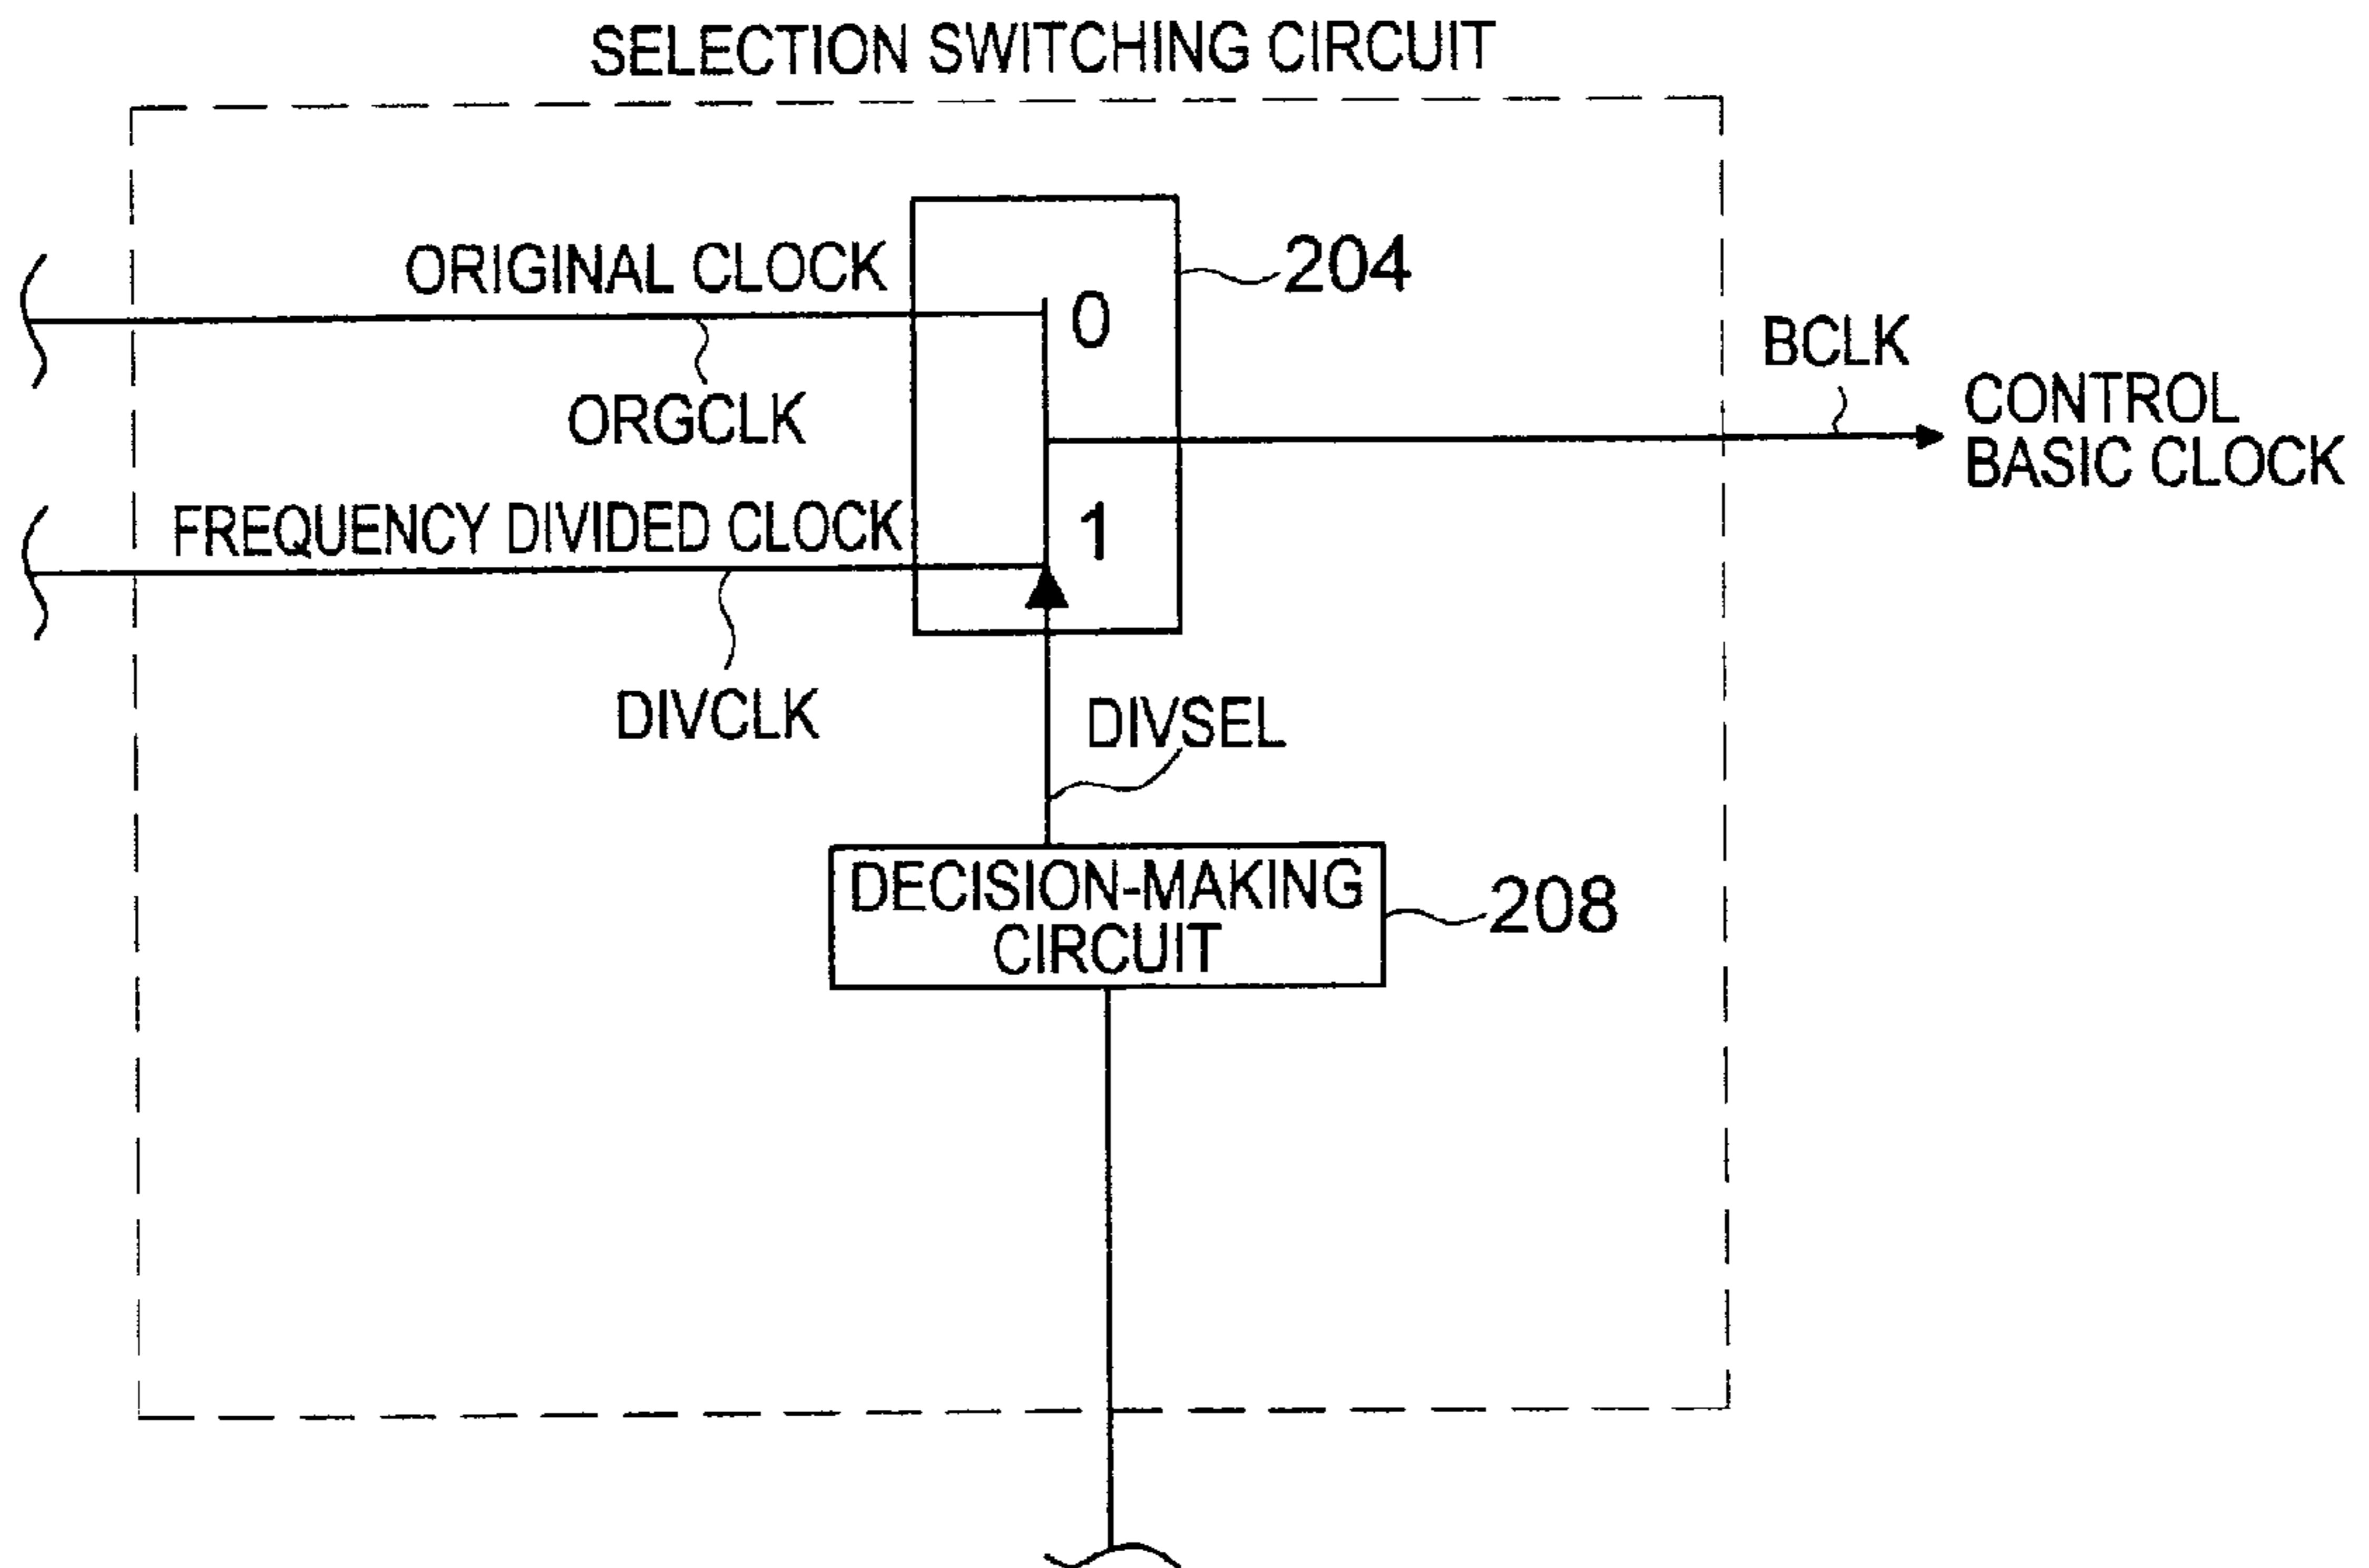 SELECTION SWITCHING CIRCUIT
ORIGINAL CLOCK
204
0
ORGCLK
BCLK
CONTROL
BASIC CLOCK
FREQUENCY DIVIDED CLOCK
1
DIVCLK
DIVSEL
DECISION-MAKING
CIRCUIT
208